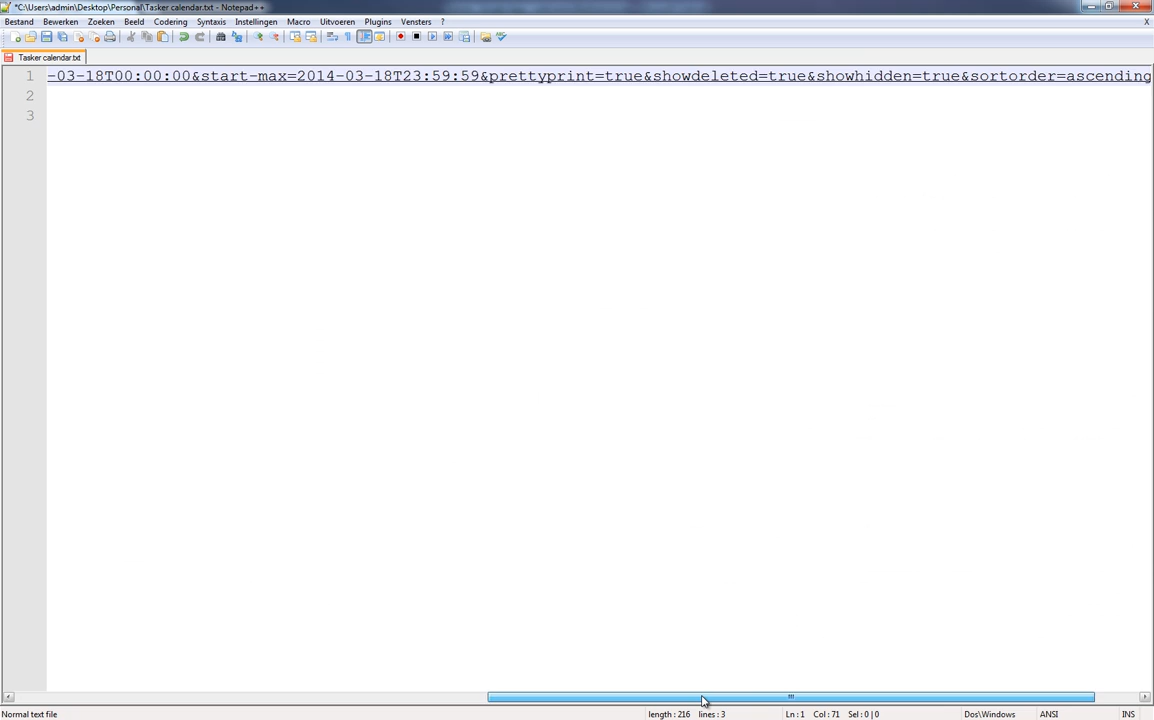 *C:\Users\admin\Desktop\Personal\Tasker calendar.txt - Notepad++
Bestand Bewerken Zoeken Beeld Codering Syntaxis Instellingen Macro Uitvoeren Plugins Vensters ? X
Tasker calendar.txt
1 -03-18T00:00:00&start-max=2014-03-18T23:59:59&prettyprint=true&showdeleted=true&showhidden=true&sortorder=ascending
2
3
Normal text file length : 216 lines : 3 Ln : 1 Col : 71 Sel : 0 | 0 Dos\Windows ANSI INS